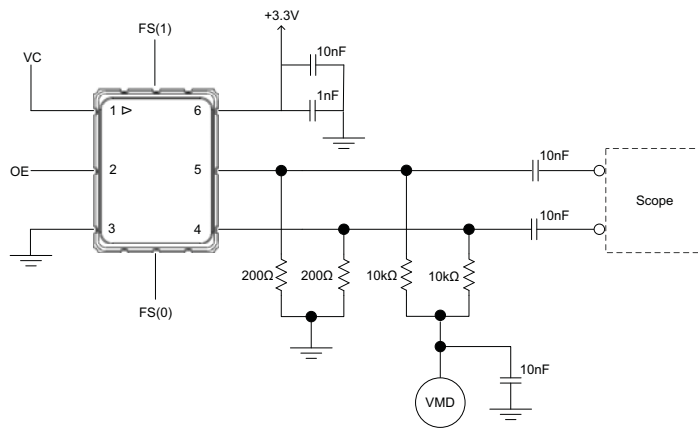 +3.3V
FS(1)
10nF
VC
1nF
1
6
10nF
OE
2
5
Scope
10nF
3
4
200Ω
200Ω
10kΩ
10kΩ
FS(0)
10nF
VMD